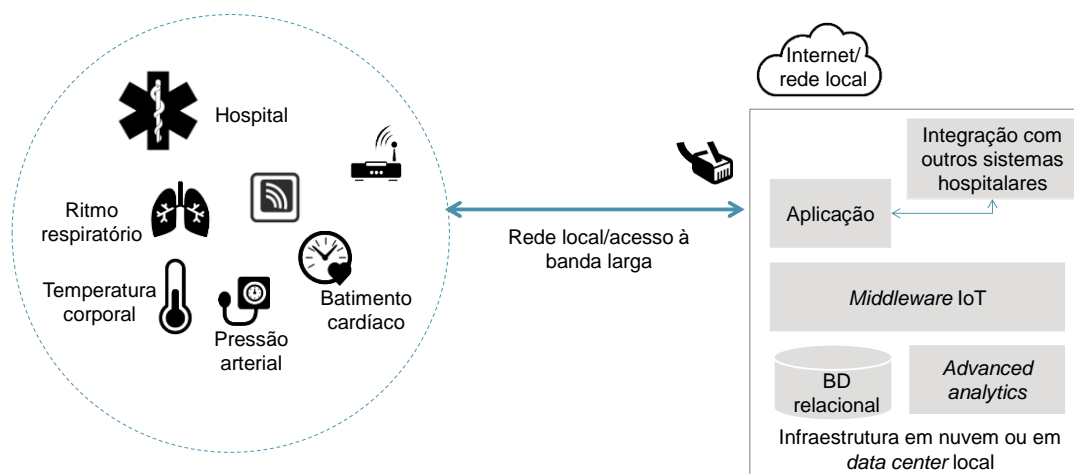 Hospital
Ritmo
respiratório
Temperatura
corporal
Pressão
arterial
Batimento
cardíaco
Rede local/acesso à
banda larga
Internet/
rede local
Integração com
outros sistemas
hospitalares
Aplicação
Middleware IoT
BD
relacional
Advanced
analytics
Infraestrutura em nuvem ou em
data center local